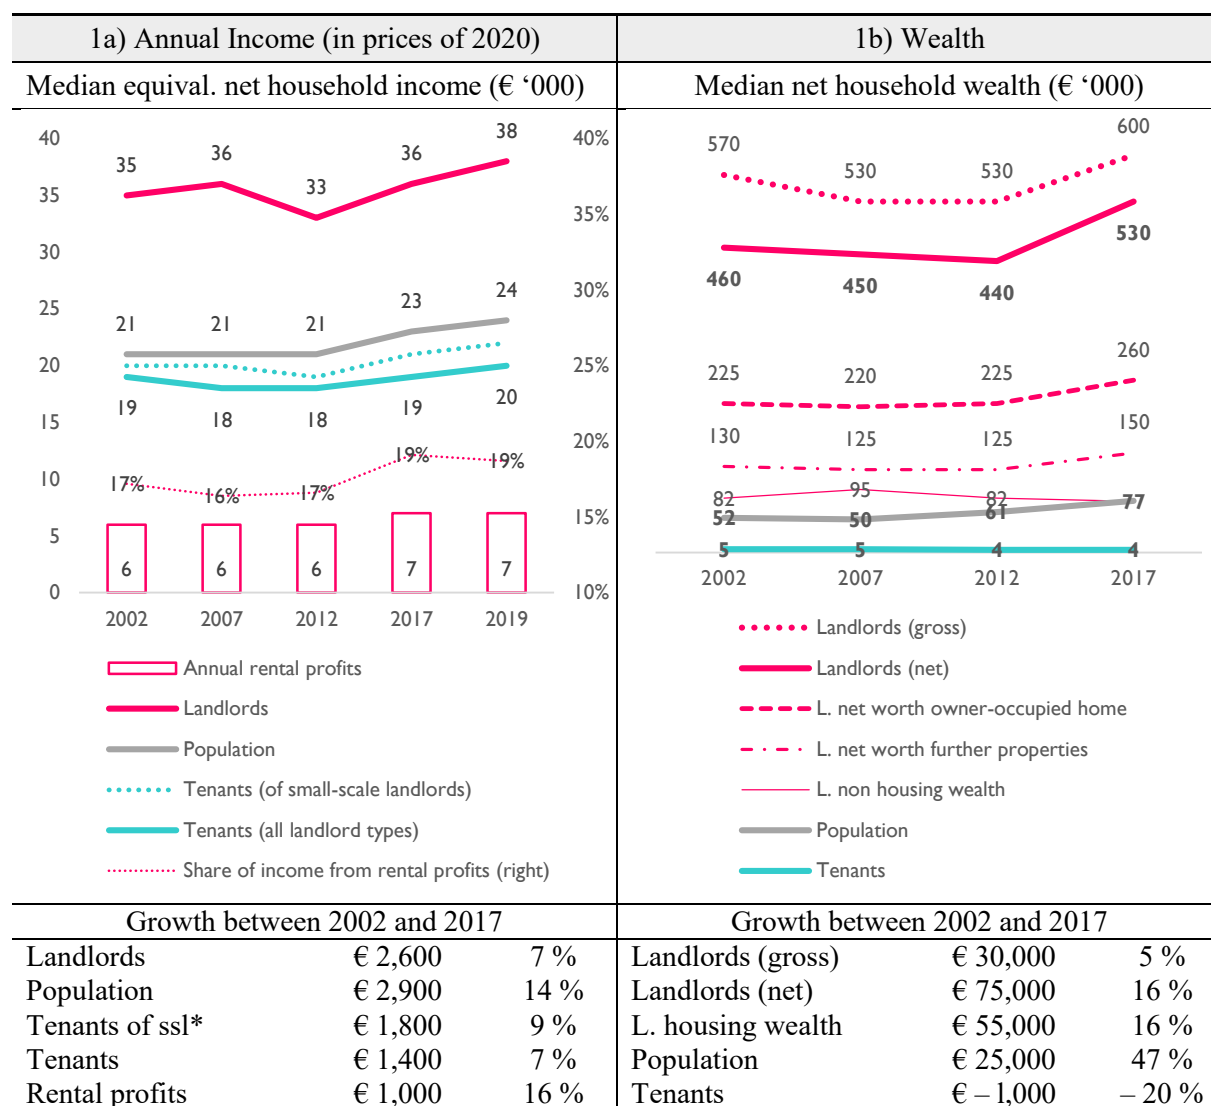 1a) Annual Income (in prices of 2020)
Median equival. net household income (€ ‘000)
40
35
30
25
20
15
10
5
0
40%
35%
30%
25%
20%
15%
10%
35 36 33 36 38
21 21 21 23 24
19 18 18 19 20
17% 16% 17% 19% 19%
6 6 6 7 7
2002 2007 2012 2017 2019
Annual rental profits
Landlords
Population
Tenants (of small-scale landlords)
Tenants (all landlord types)
Share of income from rental profits (right)
Growth between 2002 and 2017
Landlords € 2,600 7 %
Population € 2,900 14 %
Tenants of ssl* € 1,800 9 %
Tenants € 1,400 7 %
Rental profits € 1,000 16 %
1b) Wealth
Median net household wealth (€ ‘000)
570 530 530 600
460 450 440 530
225 220 225 260
130 125 125 150
82 95 82 77
52 50 61
5 5 4 4
2002 2007 2012 2017
Landlords (gross)
Landlords (net)
L. net worth owner-occupied home
L. net worth further properties
L. non housing wealth
Population
Tenants
Growth between 2002 and 2017
Landlords (gross) € 30,000 5 %
Landlords (net) € 75,000 16 %
L. housing wealth € 55,000 16 %
Population € 25,000 47 %
Tenants € – 1,000 – 20 %